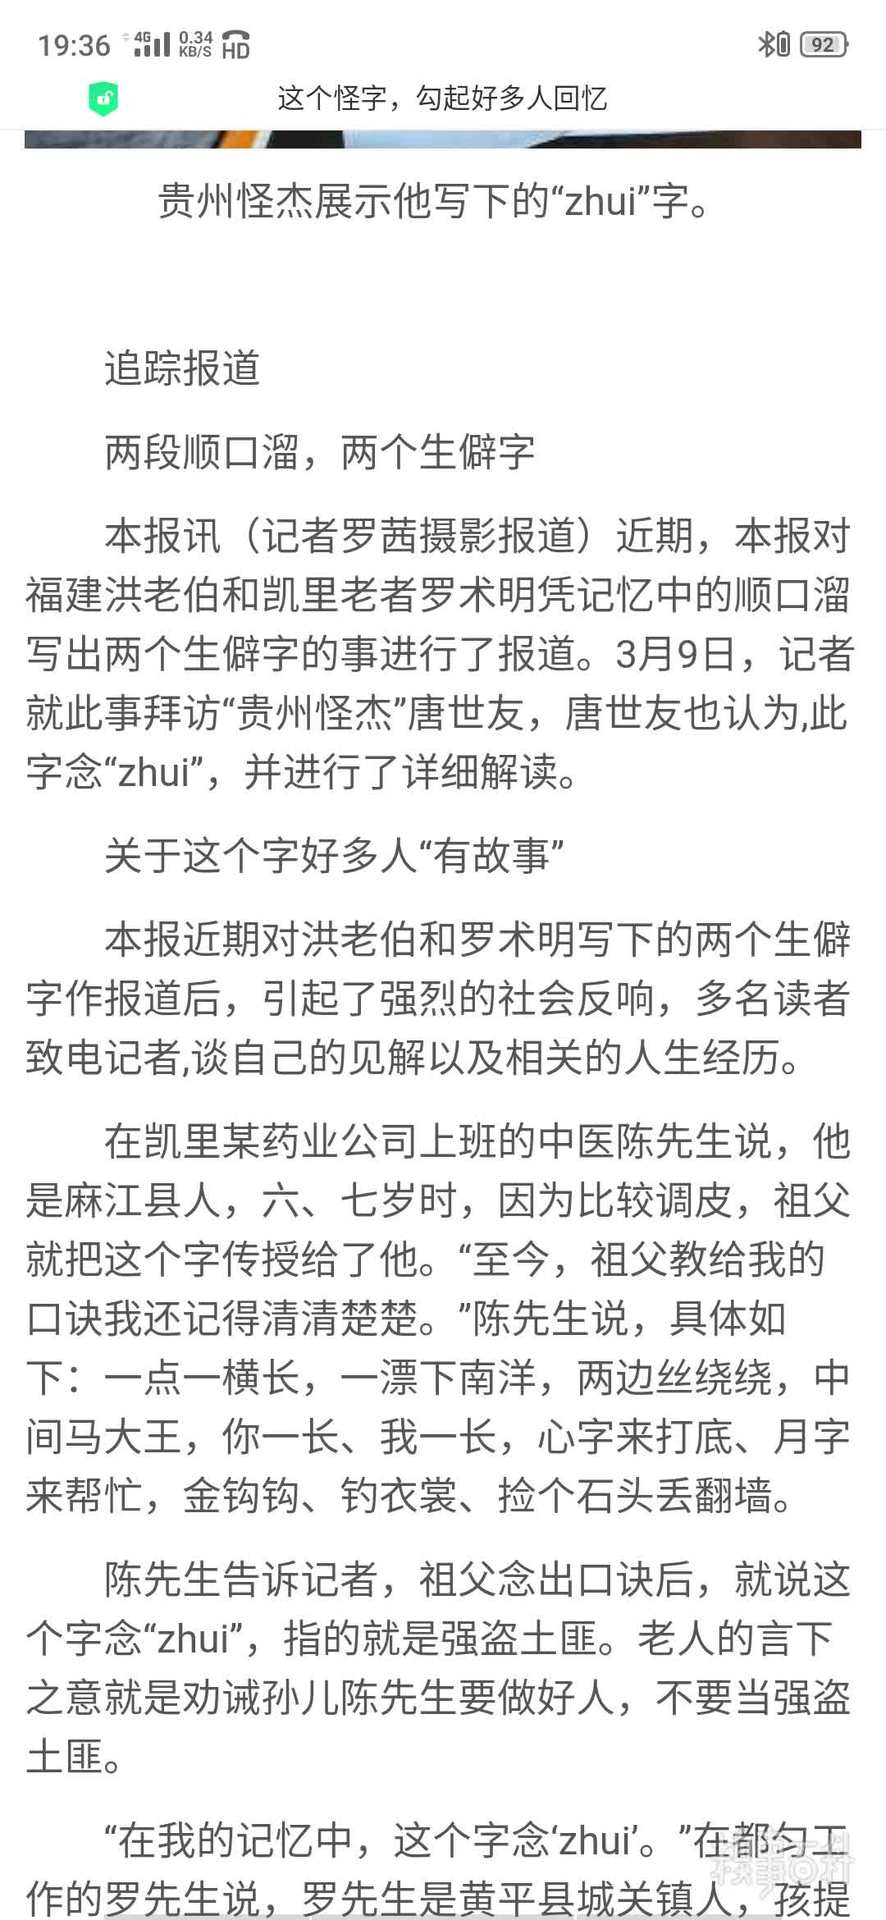 19:36 4G 0.34 KB/S HD 92
这个怪字，勾起好多人回忆
贵州怪杰展示他写下的“zhui”字。
追踪报道
两段顺口溜，两个生僻字
本报讯（记者罗茜摄影报道）近期，本报对
福建洪老伯和凯里老者罗术明凭记忆中的顺口溜
写出两个生僻字的事进行了报道。3月9日，记者
就此事拜访“贵州怪杰”唐世友，唐世友也认为,此
字念“zhui”，并进行了详细解读。
关于这个字好多人“有故事”
本报近期对洪老伯和罗术明写下的两个生僻
字作报道后，引起了强烈的社会反响，多名读者
致电记者,谈自己的见解以及相关的人生经历。
在凯里某药业公司上班的中医陈先生说，他
是麻江县人，六、七岁时，因为比较调皮，祖父
就把这个字传授给了他。“至今，祖父教给我的
口诀我还记得清清楚楚。”陈先生说，具体如
下：一点一横长，一漂下南洋，两边丝绕绕，中
间马大王，你一长、我一长，心字来打底、月字
来帮忙，金钩钩、钓衣裳、捡个石头丢翻墙。
陈先生告诉记者，祖父念出口诀后，就说这
个字念“zhui”，指的就是强盗土匪。老人的言下
之意就是劝诫孙儿陈先生要做好人，不要当强盗
土匪。
“在我的记忆中，这个字念‘zhui’。”在都匀工
作的罗先生说，罗先生是黄平县城关镇人，孩提
糗事百科